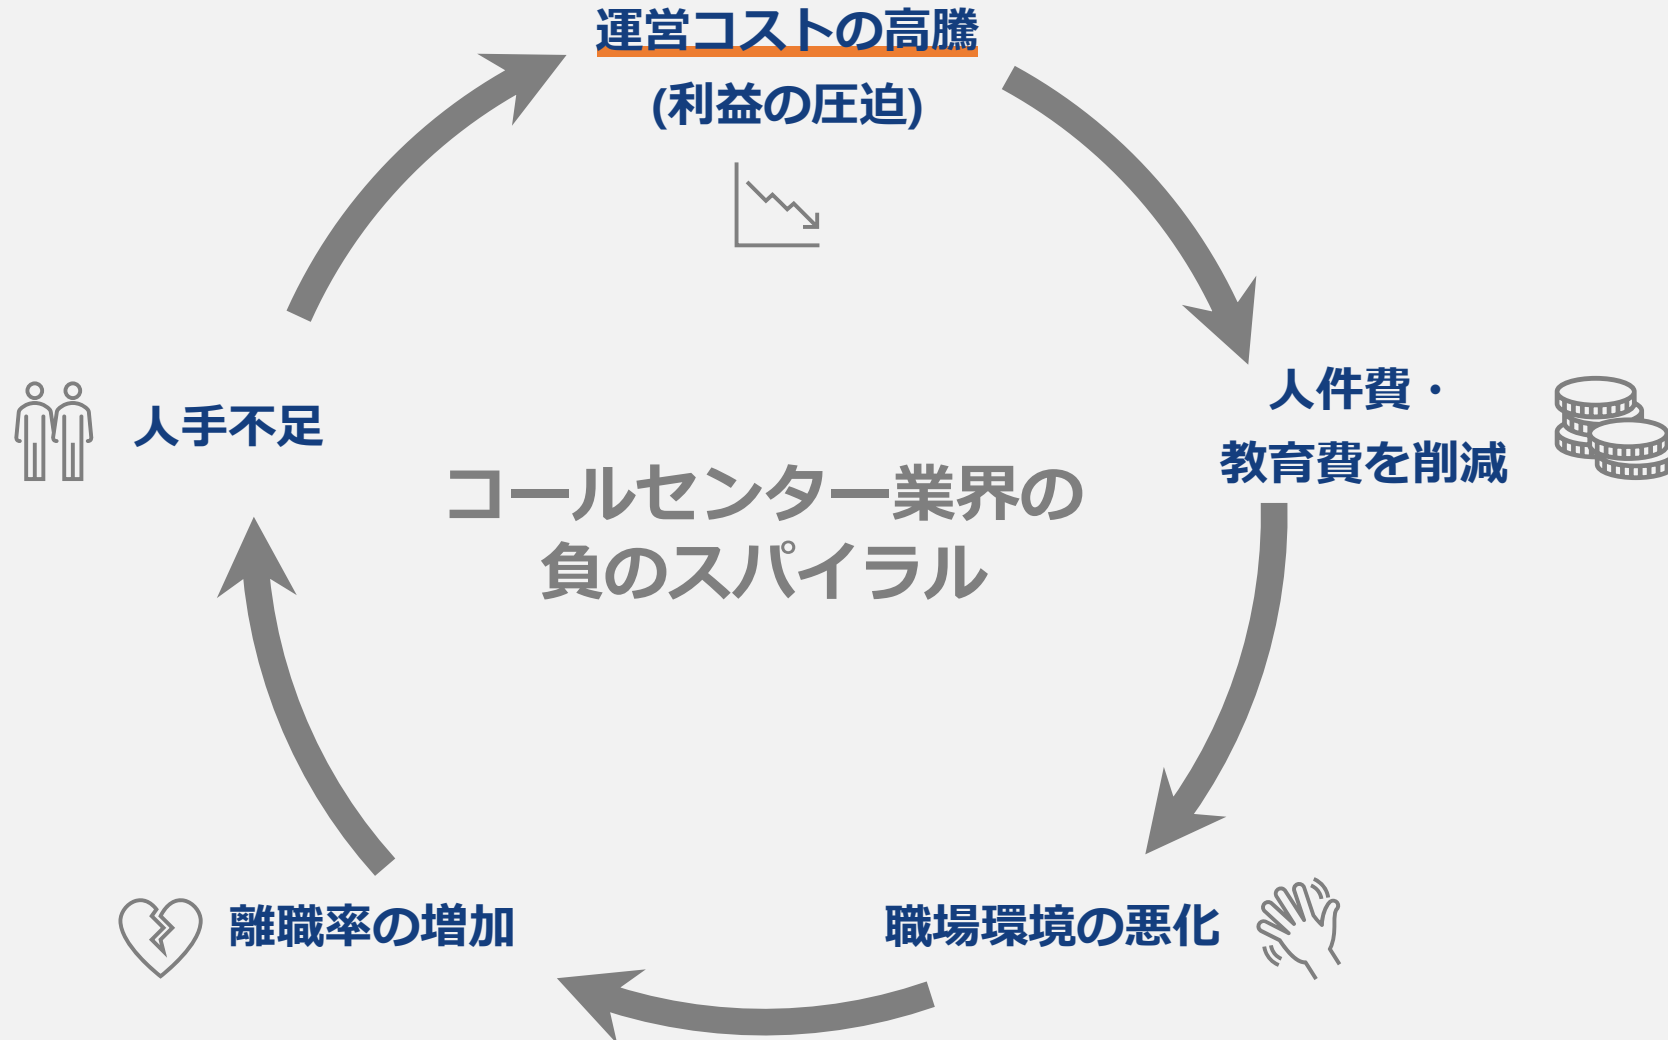 運営コストの高騰
(利益の圧迫)
人件費・
教育費を削減
人手不足
コールセンター業界の
負のスパイラル
離職率の増加
職場環境の悪化